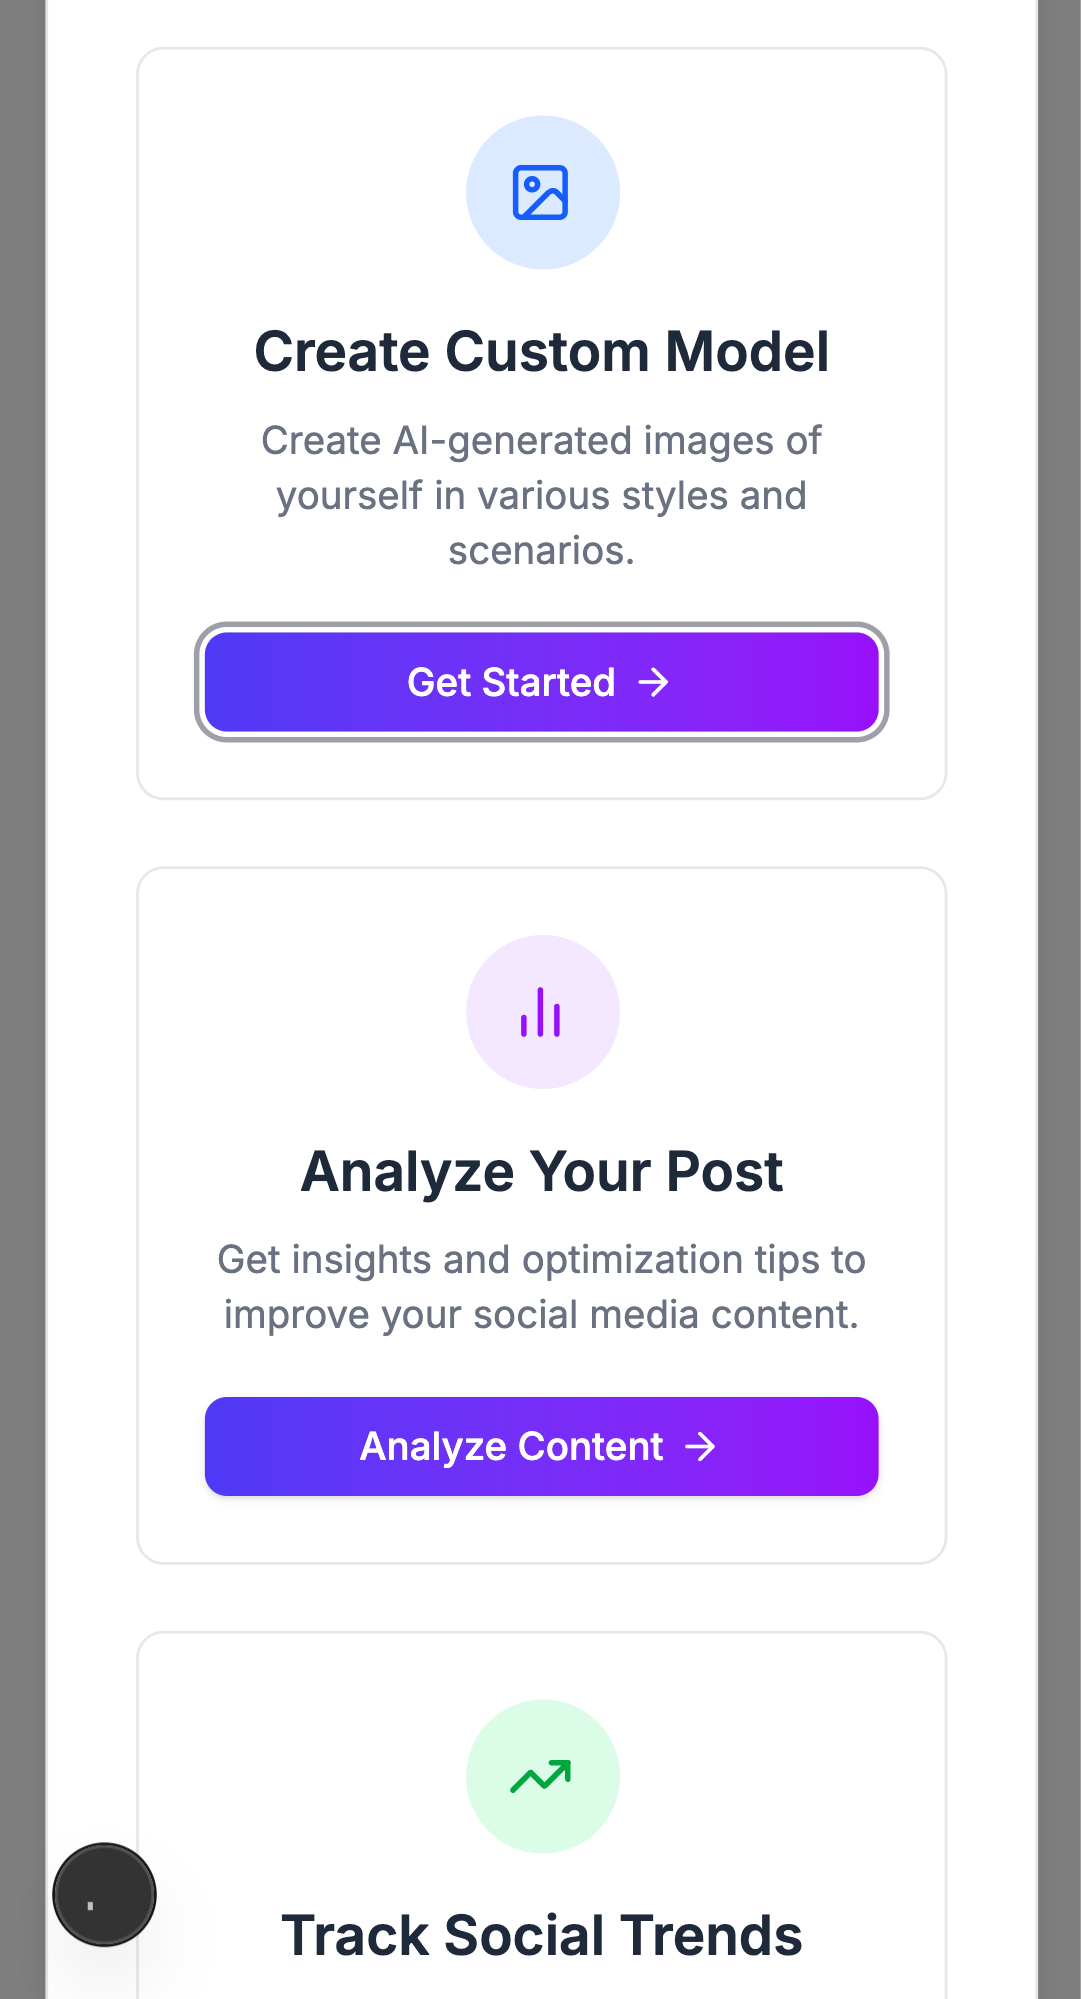 Create Custom Model
Create AI-generated images of
yourself in various styles and
scenarios.
Get Started
Analyze Your Post
Get insights and optimization tips to
improve your social media content.
Analyze Content
Track Social Trends